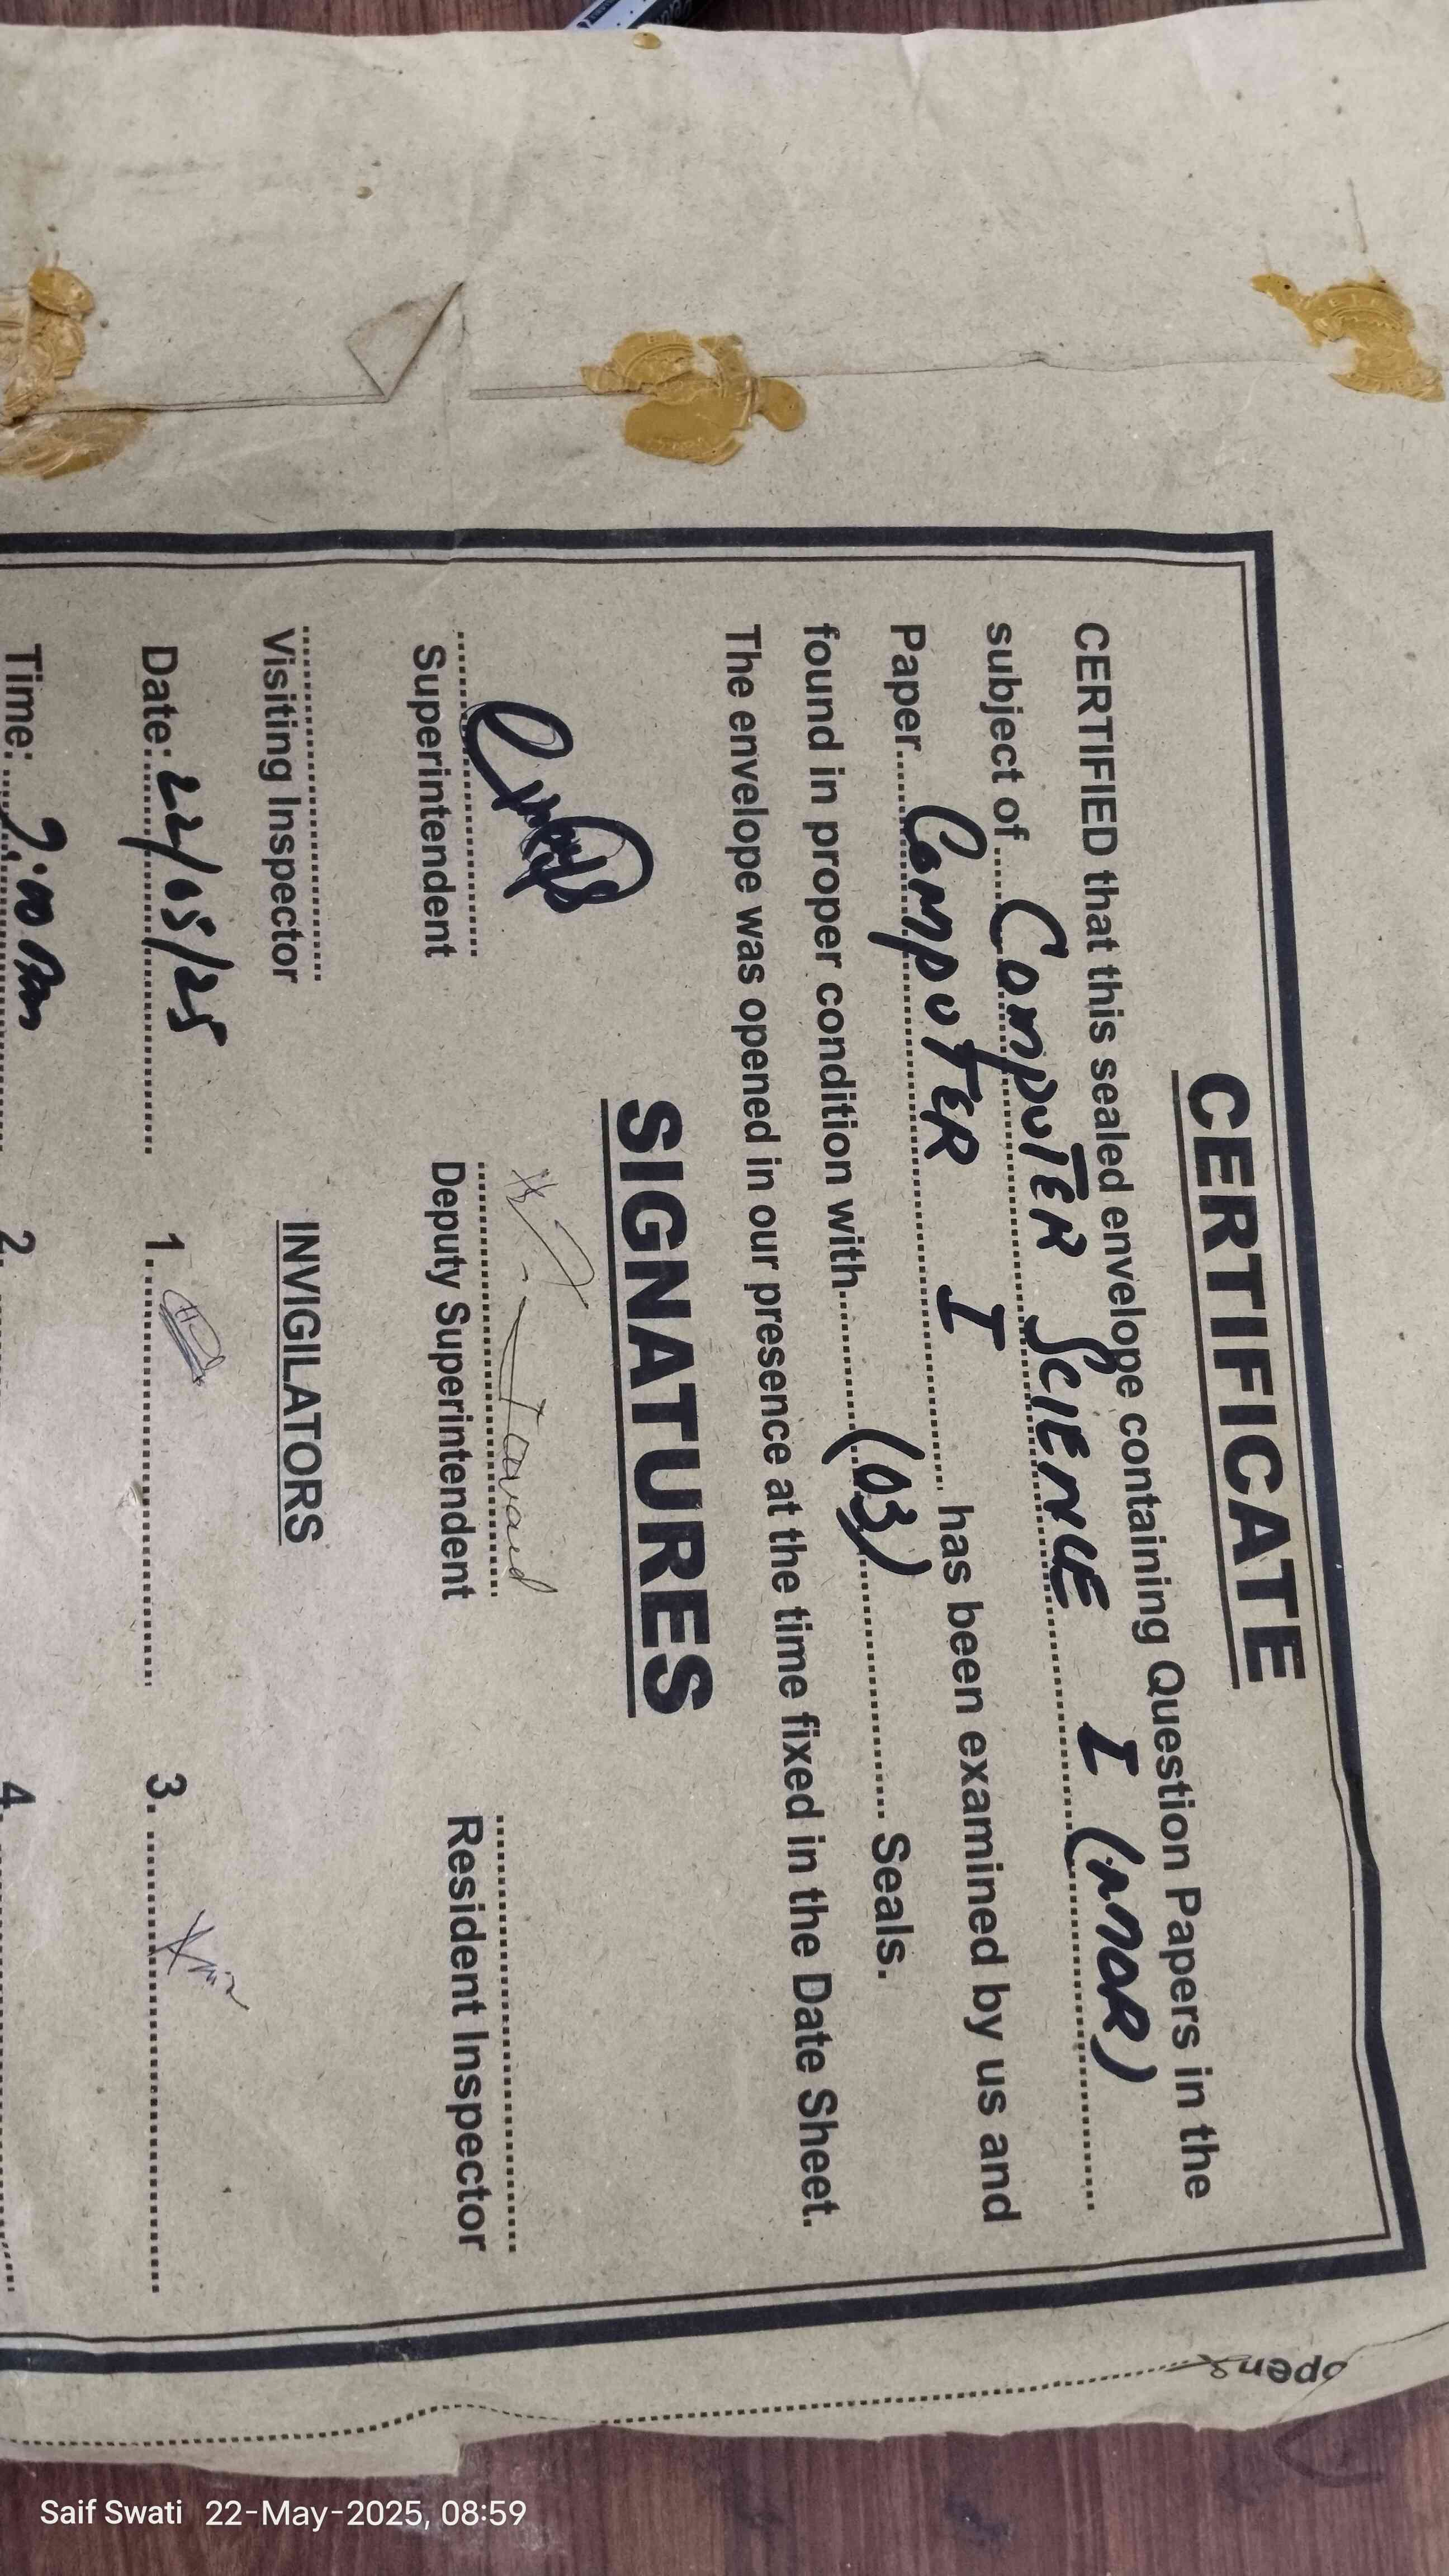 CERTIFICATE
CERTIFIED that this sealed envelope containing Question Papers in the
subject of COMPUTER SCIENCE I
Paper COMPUTER I has been examined by us and
found in proper condition with (03) Seals.
The envelope was opened in our presence at the time fixed in the Date Sheet.
SIGNATURES
Superintendent Deputy Superintendent Resident Inspector
Visiting Inspector INVIGILATORS
Date: 22/05/25 1. 3.
Time: 2. 4.
open
Saif Swati 22-May-2025, 08:59